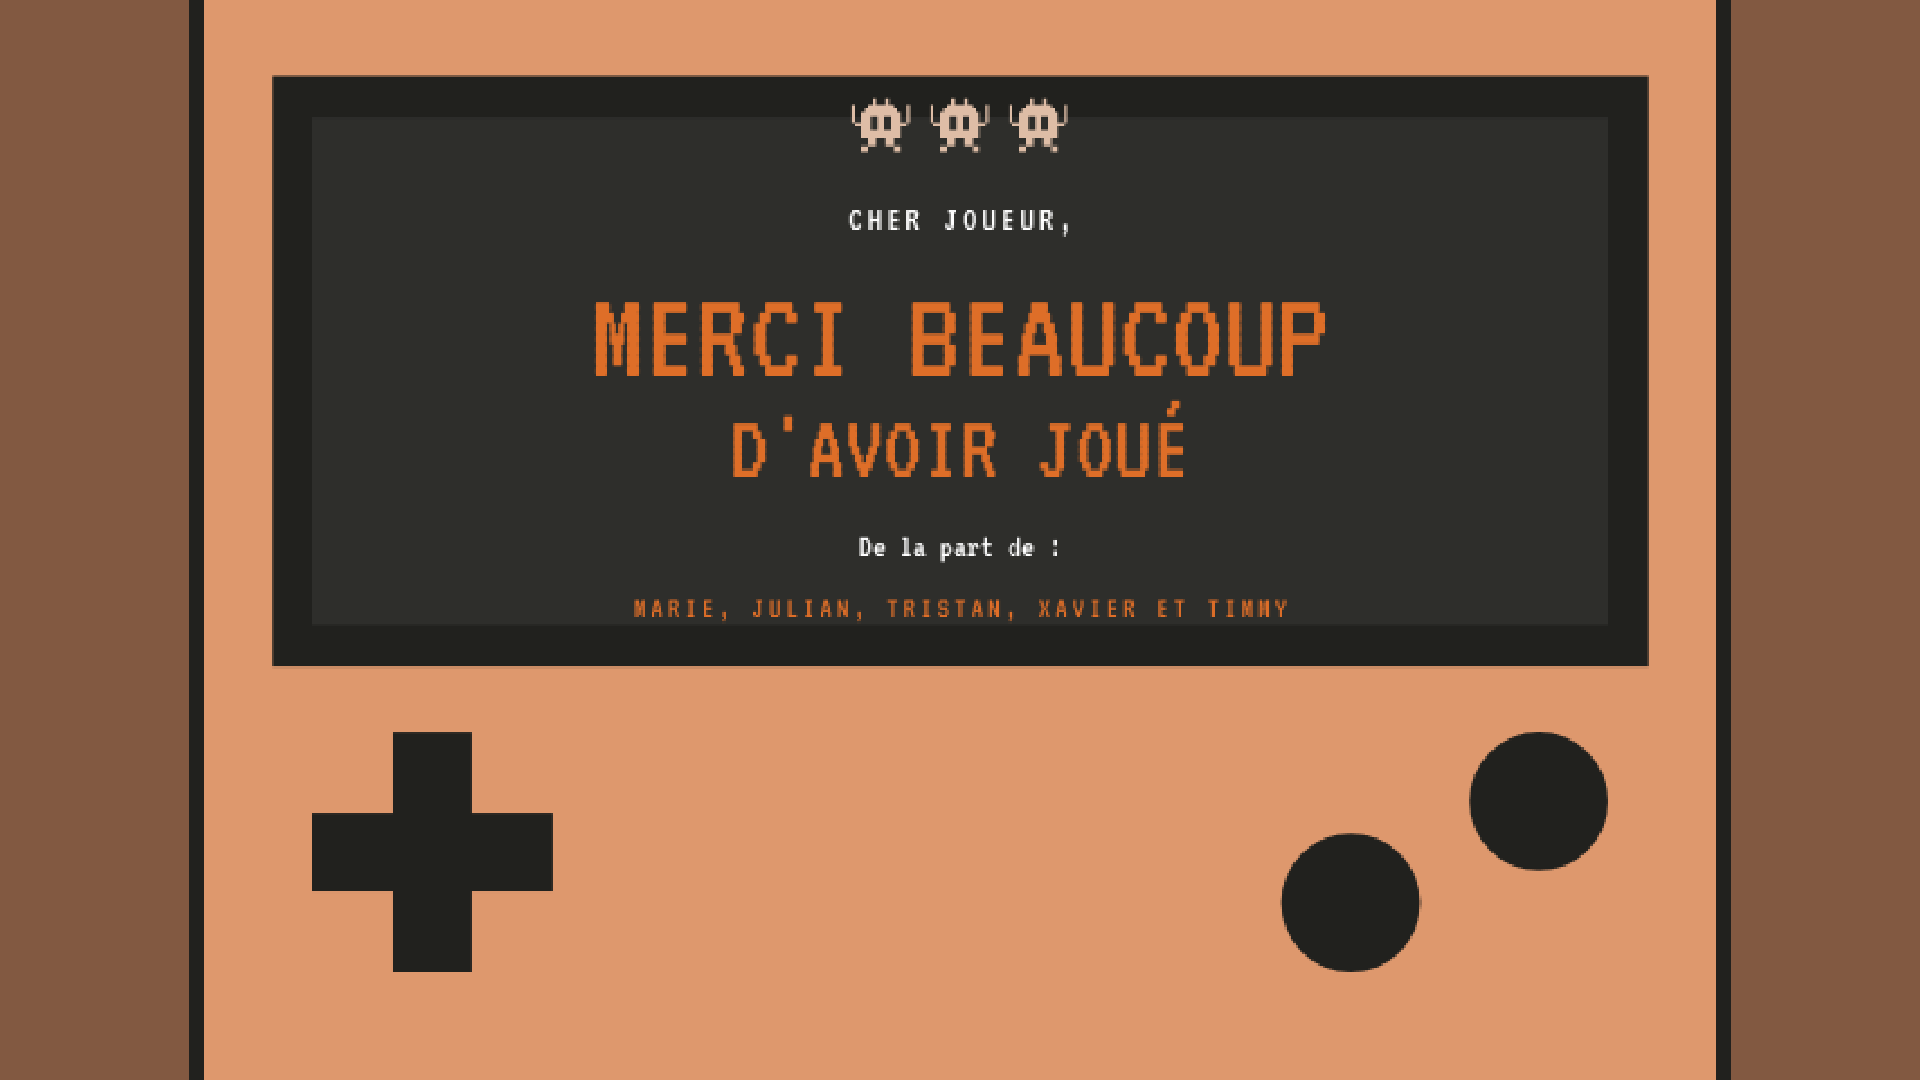 CHER JOUEUR,
MERCI BEAUCOUP
D'AVOIR JOUÉ
De la part de :
MARIE, JULIAN, TRISTAN, XAVIER ET TIMMY